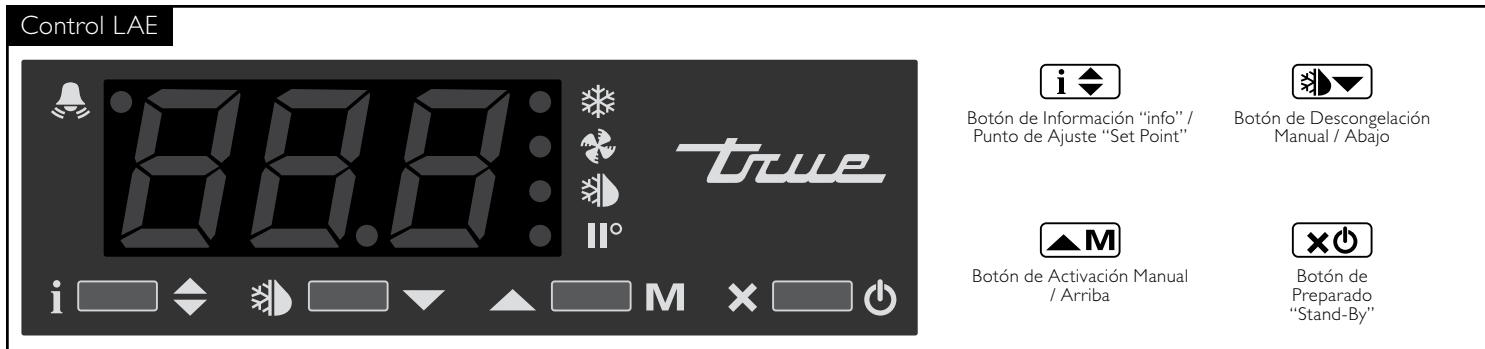 Control LAE
true
i
M
i
Botón de Información “info” /
Punto de Ajuste “Set Point”
Botón de Descongelación
Manual / Abajo
M
Botón de Activación Manual
/ Arriba
Botón de
Preparado
“Stand-By”